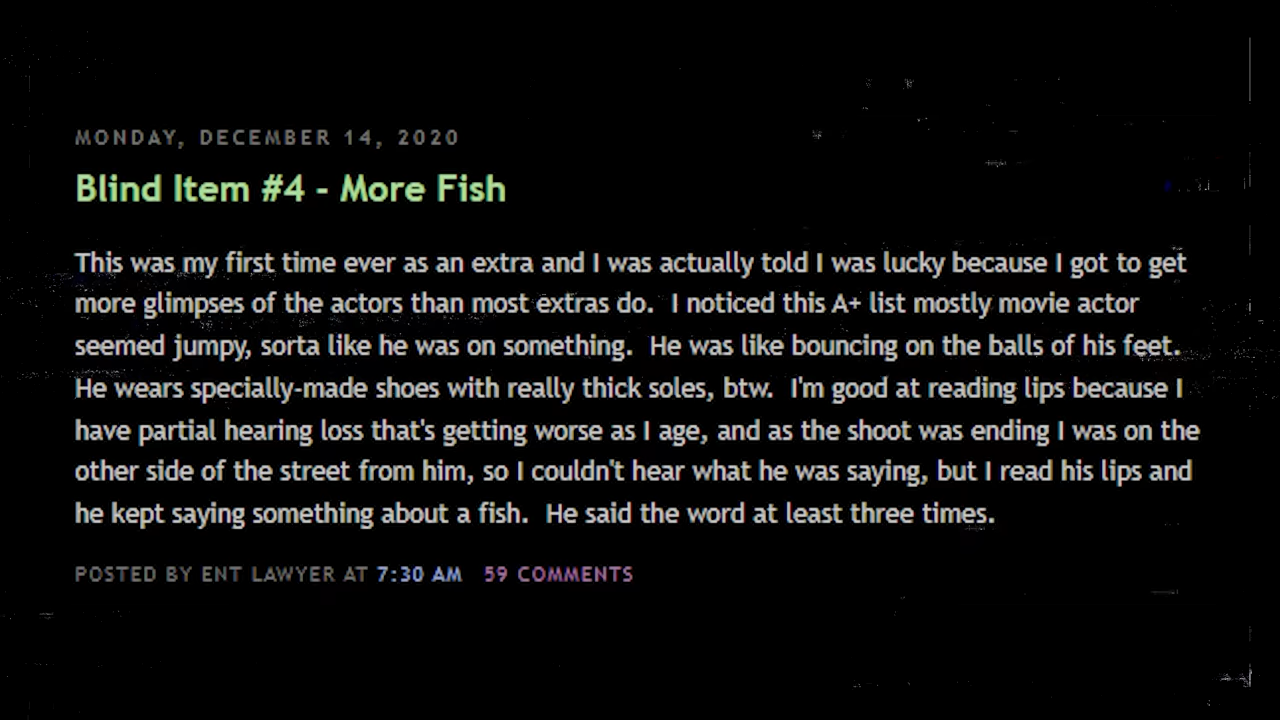 MONDAY, DECEMBER 14, 2020
Blind Item #4 - More Fish
This was my first time ever as an extra and I was actually told I was lucky because I got to get
more glimpses of the actors than most extras do.  I noticed this A+ list mostly movie actor
seemed jumpy, sorta like he was on something.  He was like bouncing on the balls of his feet.
He wears specially-made shoes with really thick soles, btw.  I'm good at reading lips because I
have partial hearing loss that's getting worse as I age, and as the shoot was ending I was on the
other side of the street from him, so I couldn't hear what he was saying, but I read his lips and
he kept saying something about a fish.  He said the word at least three times.
POSTED BY ENT LAWYER AT 7:30 AM   59 COMMENTS